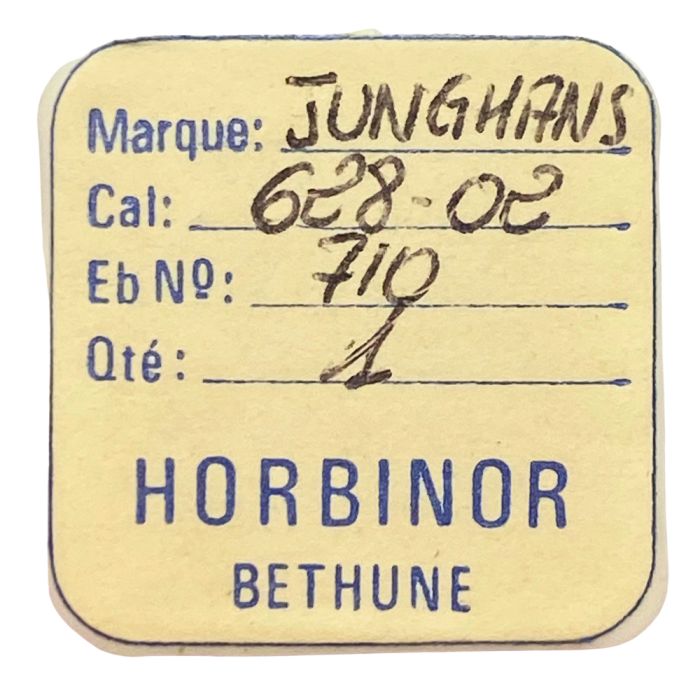 Marque: JUNGHANS
Cal: 628-02
Eb Nº: 710
Qté: 1
HORBINOR
BETHUNE